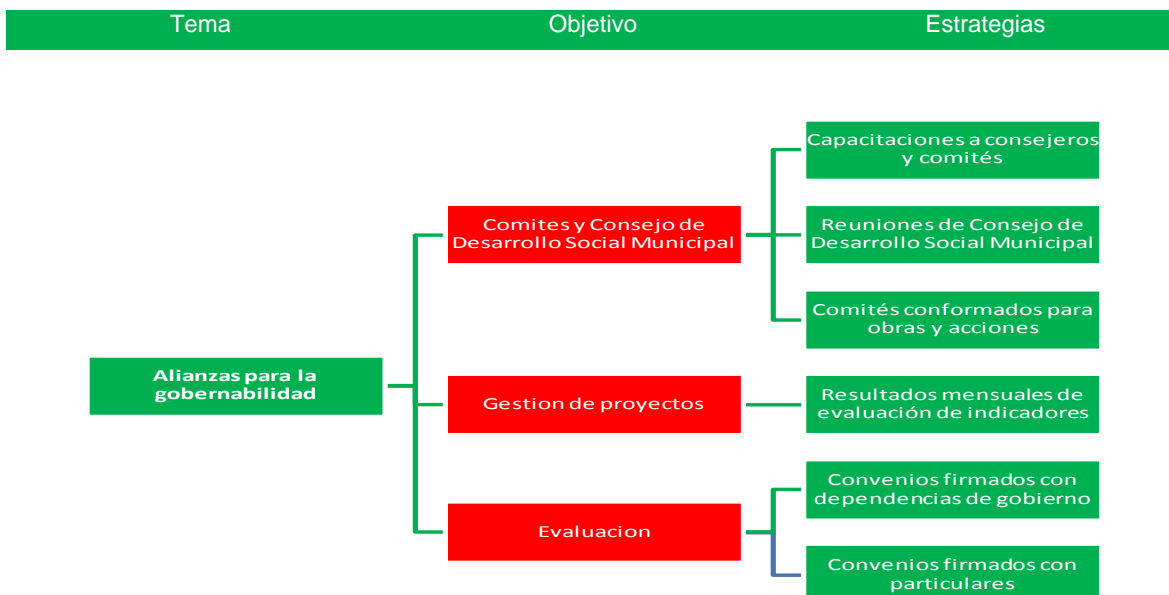 Tema Objetivo Estrategias
Capacitaciones a consejeros
y comités
Comites y Consejo de
Desarrollo Social Municipal
Reuniones de Consejo de
Desarrollo Social Municipal
Comités conformados para
obras y acciones
Alianzas para la
gobernabilidad
Gestion de proyectos
Resultados mensuales de
evaluación de indicadores
Evaluacion
Convenios firmados con
dependencias de gobierno
Convenios firmados con
particulares